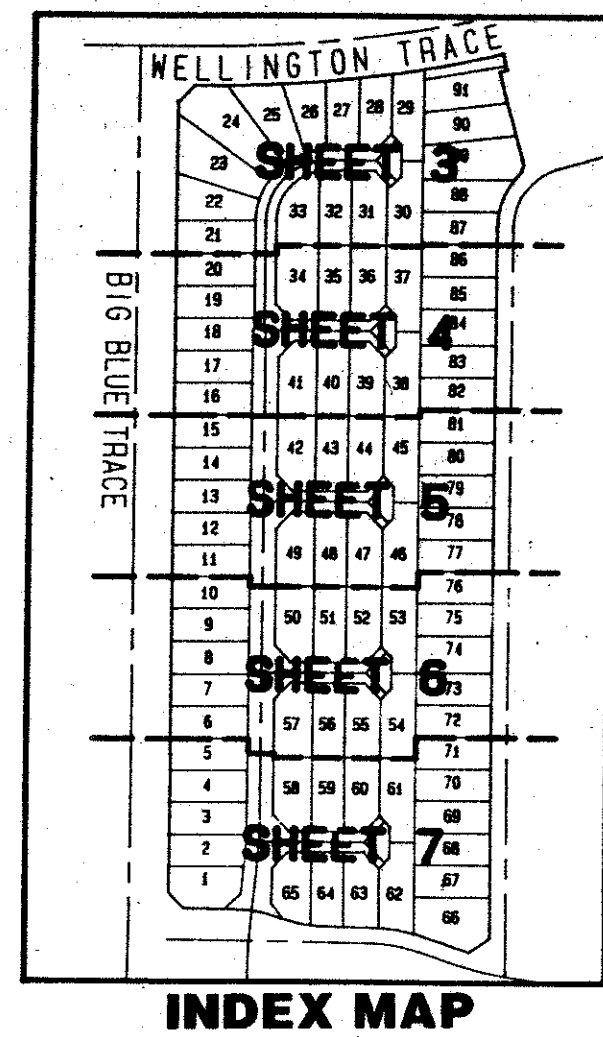 WELLINGTON TRACE
BIG BLUE TRACE
24 25 26 27 28 29 91
90
23 SHEET 3
22 33 32 31 30 88
21 87
20 34 35 36 37 86
19 85
18 SHEET 4 84
17 41 40 39 38 83
16 82
15 42 43 44 45 81
14 80
13 SHEET 5 79
12 78
11 49 48 47 46 77
10 76
9 50 51 52 53 75
8 74
7 SHEET 6 73
6 57 56 55 54 72
5 71
4 58 59 60 61 70
3 69
2 SHEET 7 68
1 67
65 64 63 62 66
INDEX MAP